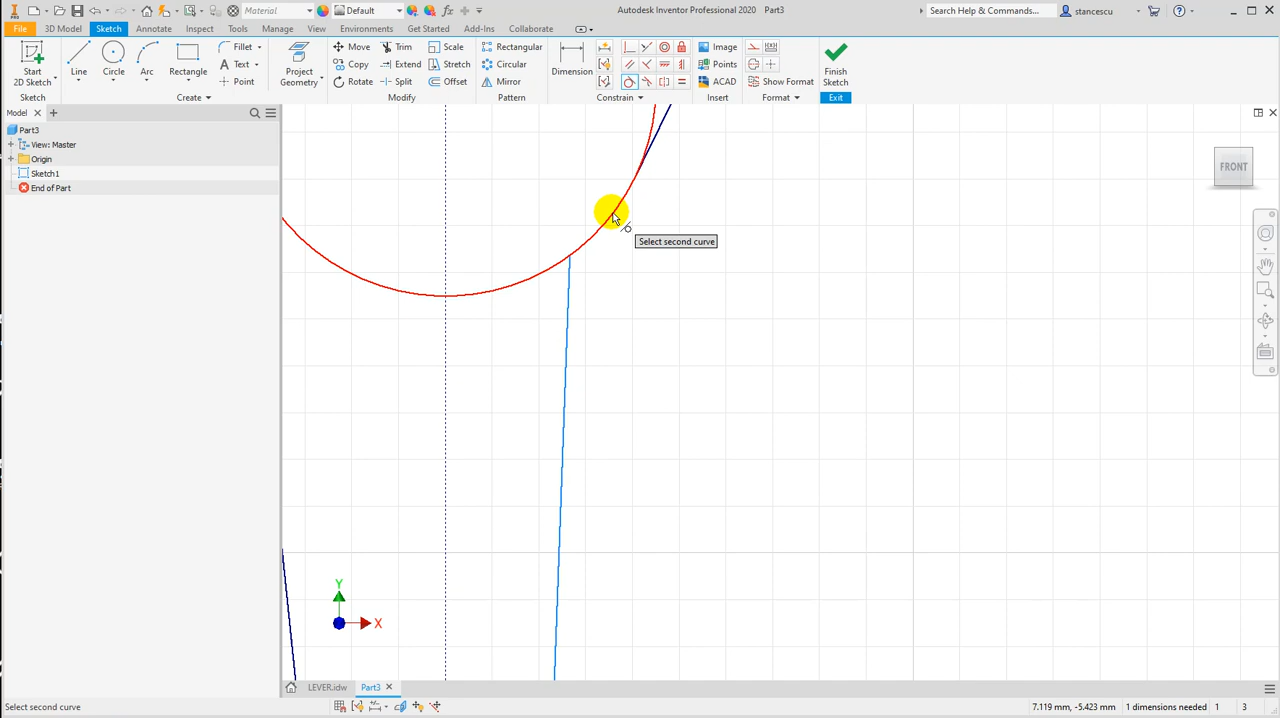 PRO
Material
Default
fx
Autodesk Inventor Professional 2020 Part3
Search Help & Commands...
stancescu
File
3D Model
Sketch
Annotate
Inspect
Tools
Manage
View
Environments
Get Started
Add-Ins
Collaborate
Start
2D Sketch
Line
Circle
Arc
Rectangle
Fillet
Text
Point
Project
Geometry
Move
Copy
Rotate
Trim
Extend
Split
Scale
Stretch
Offset
Rectangular
Circular
Mirror
Dimension
Image
Points
ACAD
Show Format
Finish
Sketch
Sketch
Create
Modify
Pattern
Constrain
Insert
Format
Exit
Model
Part3
View: Master
Origin
Sketch1
End of Part
FRONT
Select second curve
Y
X
LEVER.idw
Part3
Select second curve
7.119 mm, -5.423 mm
1 dimensions needed
1
3